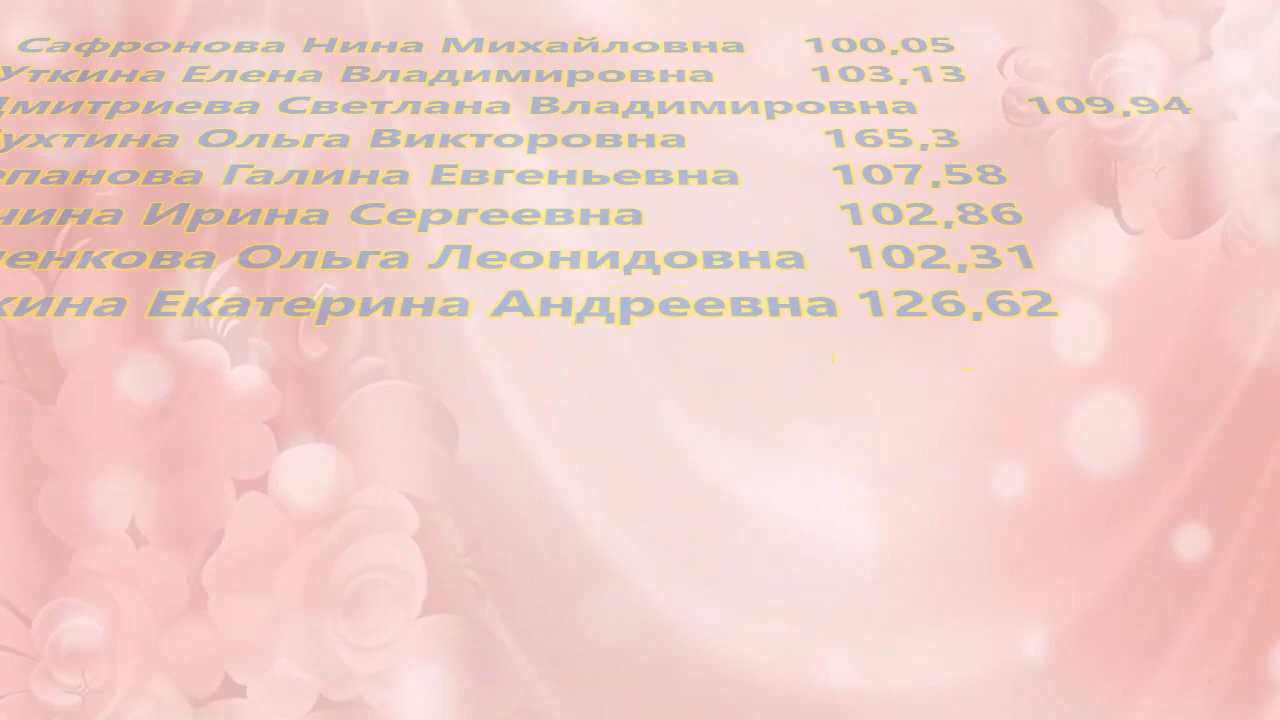 Сафронова Нина Михайловна 100,05
Уткина Елена Владимировна 103,13
Дмитриева Светлана Владимировна 109,94
Ольга Викторовна 165,3
Галина Евгеньевна 107,58
Ирина Сергеевна 102,86
Ольга Леонидовна 102,31
Екатерина Андреевна 126,62